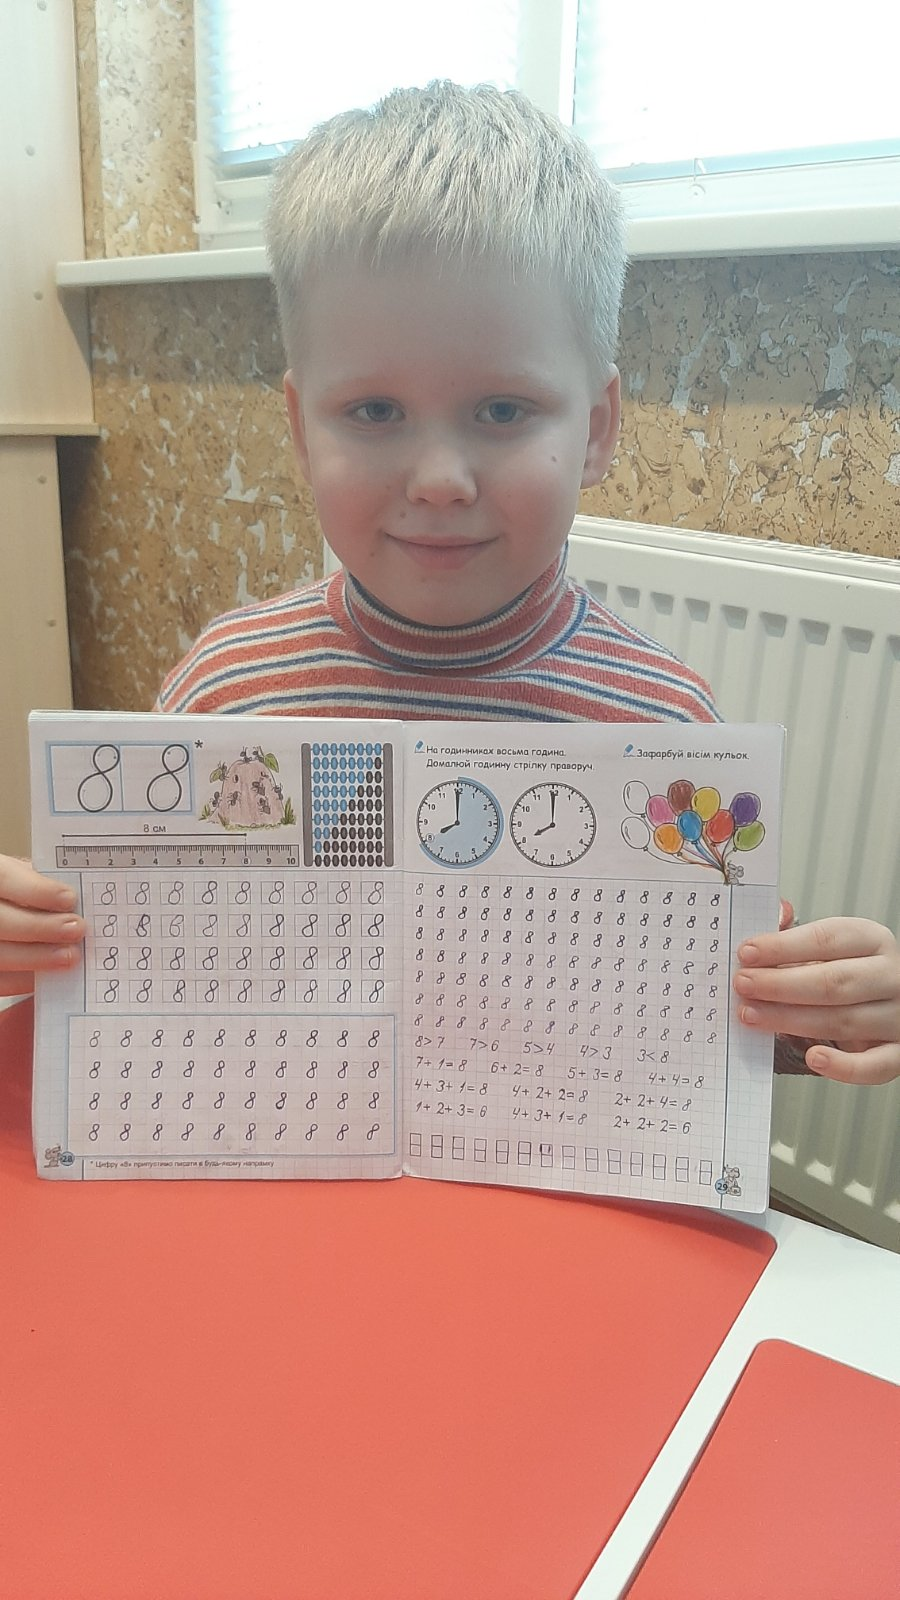 8 8 *
8 см
0 1 2 3 4 5 6 7 8 9 10
8 8 8 8 8 8 8 8 8
8 8 8 8 8 8 8 8 8
8 8 8 8 8 8 8 8 8
8 8 8 8 8 8 8 8 8
8 8 8 8 8 8 8 8 8 8
8 8 8 8 8 8 8 8 8 8
8 8 8 8 8 8 8 8 8 8
8 8 8 8 8 8 8 8 8 8
28
* Цифру «8» припустимо писати в будь-якому напрямку
На годинниках восьма година.
Домалюй годинну стрілку праворуч.
Зафарбуй вісім кульок.
8 8 8 8 8 8 8 8 8 8 8 8 8 8
8 8 8 8 8 8 8 8 8 8 8 8 8 8
8 8 8 8 8 8 8 8 8 8 8 8 8 8
8 8 8 8 8 8 8 8 8 8 8 8 8 8
8 8 8 8 8 8 8 8 8 8 8 8 8 8
8 8 8 8 8 8 8 8 8 8 8 8 8 8
8 8 8 8 8 8 8 8 8 8 8 8 8 8
8>7 7>6 5>4 4>3 3<8
7+1=8 6+2=8 5+3=8 4+4=8
4+3+1=8 4+2+2=8 2+2+4=8
1+2+3=6 4+3+1=8 2+2+2=6
29